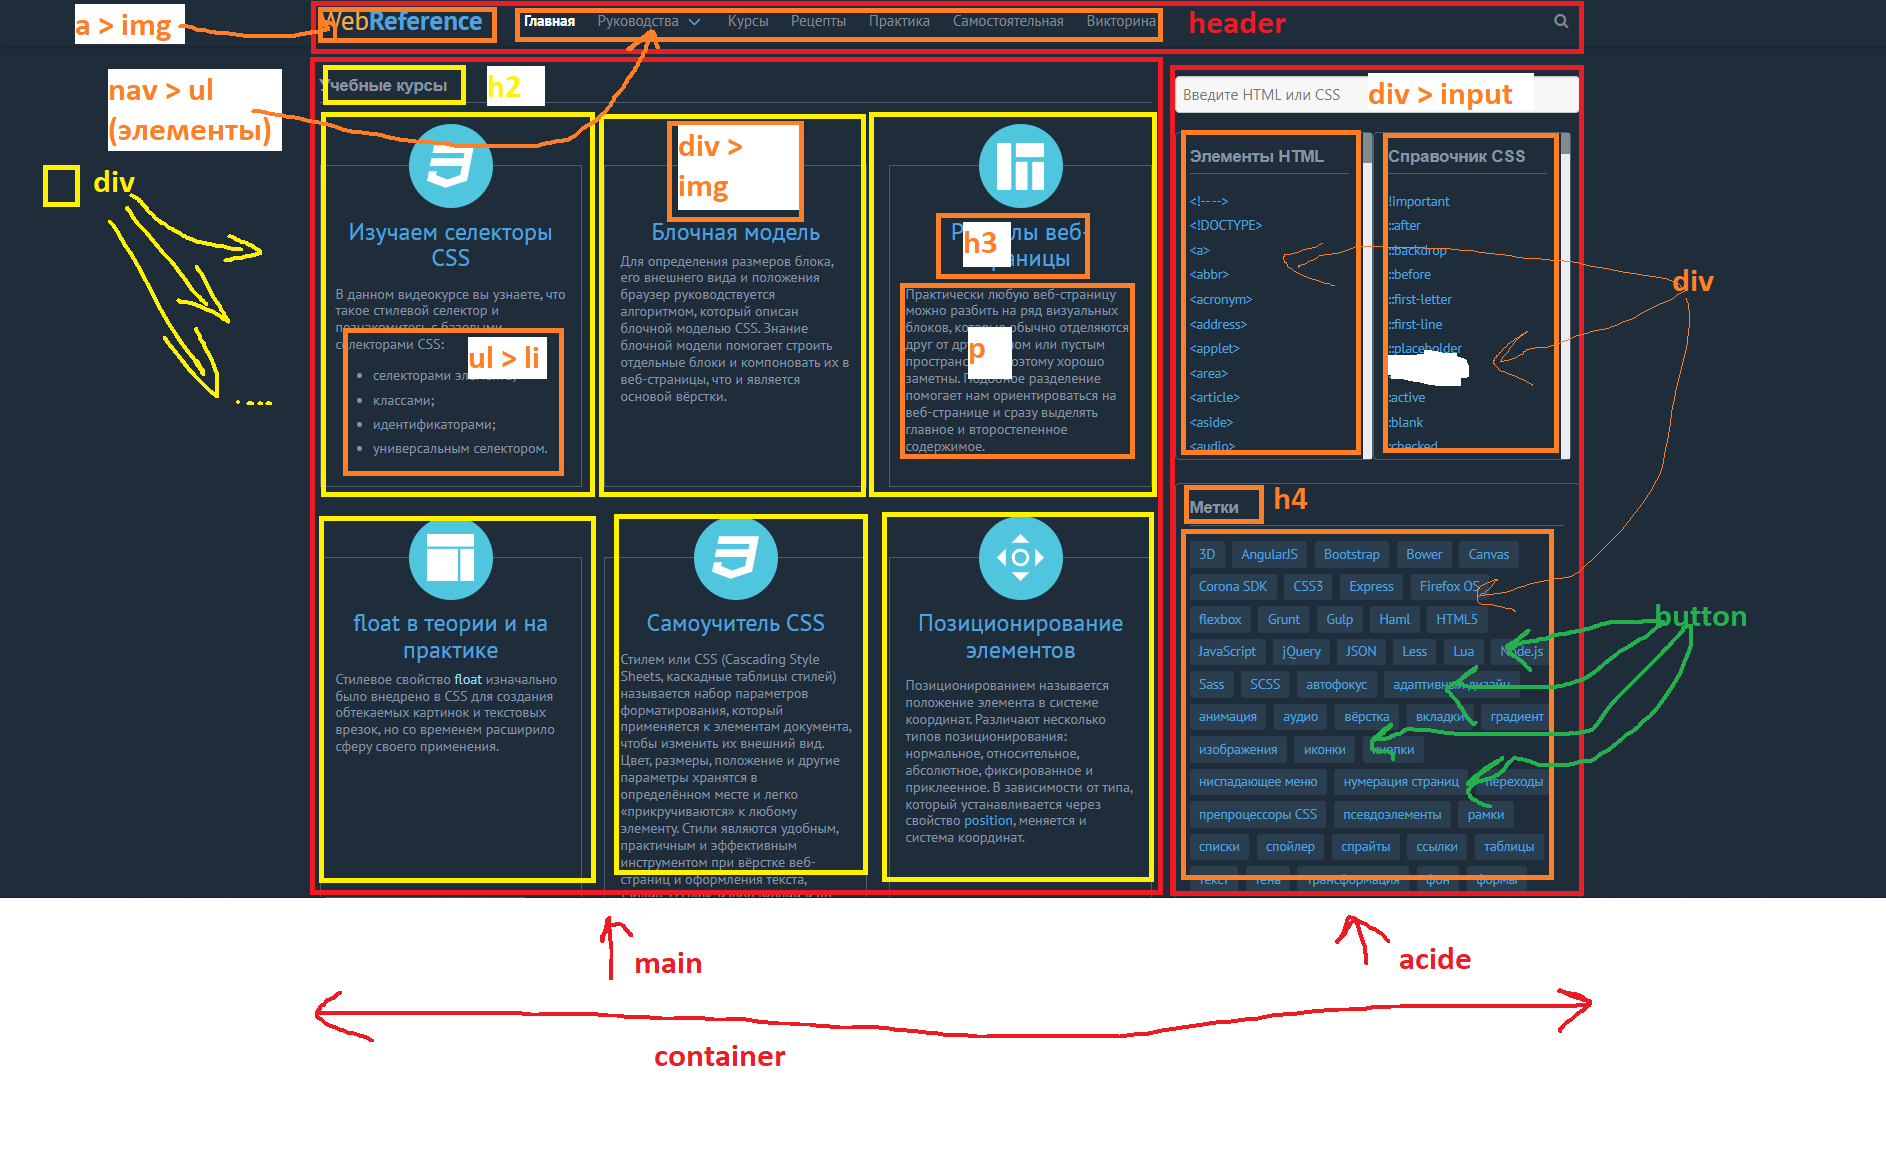 a > img
WebReference
Главная Руководства Курсы Рецепты Практика Самостоятельная Викторина
header
nav > ul
(элементы)
div
Учебные курсы
h2
Изучаем селекторы
CSS
В данном видеокурсе вы узнаете, что
такое стилевой селектор и
познакомитесь с базовыми
селекторами CSS:
ul > li
селекторами
классами;
идентификаторами;
универсальным селектором.
div >
img
Блочная модель
Для определения размеров блока,
его внешнего вида и положения
браузер руководствуется
алгоритмом, который описан
блочной моделью CSS. Знание
блочной модели помогает строить
отдельные блоки и компоновать их в
веб-страницы, что и является
основой вёрстки.
h3
веб-
Практически любую веб-страницу
можно разбить на ряд визуальных
блоков, обычно отделяются
друг от или пустым
поэтому хорошо
p
заметны. Подобное разделение
помогает нам ориентироваться на
веб-странице и сразу выделять
главное и второстепенное
содержимое.
float в теории и на
практике
Стилевое свойство float изначально
было внедрено в CSS для создания
обтекаемых картинок и текстовых
врезок, но со временем расширило
сферу своего применения.
Самоучитель CSS
Стилем или CSS (Cascading Style
Sheets, каскадные таблицы стилей)
называется набор параметров
форматирования, который
применяется к элементам документа,
чтобы изменить их внешний вид.
Цвет, размеры, положение и другие
параметры хранятся в
определённом месте и легко
«прикручиваются» к любому
элементу. Стили являются удобным,
практичным и эффективным
инструментом при вёрстке веб-
страниц и оформления текста,
Позиционирование
элементов
Позиционированием называется
положение элемента в системе
координат. Различают несколько
типов позиционирования:
нормальное, относительное,
абсолютное, фиксированное и
приклеенное. В зависимости от типа,
который устанавливается через
свойство position, меняется и
система координат.
Введите HTML или CSS
div > input
Элементы HTML
<!-- -->
<!DOCTYPE>
<a>
<abbr>
<acronym>
<address>
<applet>
<area>
<article>
<aside>
<audio>
Справочник CSS
!important
::after
::backdrop
::before
::first-letter
::first-line
::placeholder
:active
:blank
:checked
div
Метки
h4
3D AngularJS Bootstrap Bower Canvas
Corona SDK CSS3 Express Firefox OS
flexbox Grunt Gulp Haml HTML5
button
JavaScript jQuery JSON Less Lua Node.js
Sass SCSS автофокус адаптивный дизайн
анимация аудио вёрстка вкладки градиент
изображения иконки кнопки
ниспадающее меню нумерация страниц переходы
препроцессоры CSS псевдоэлементы рамки
списки спойлер спрайты ссылки таблицы
текст тень трансформация фон формы
main
acide
container